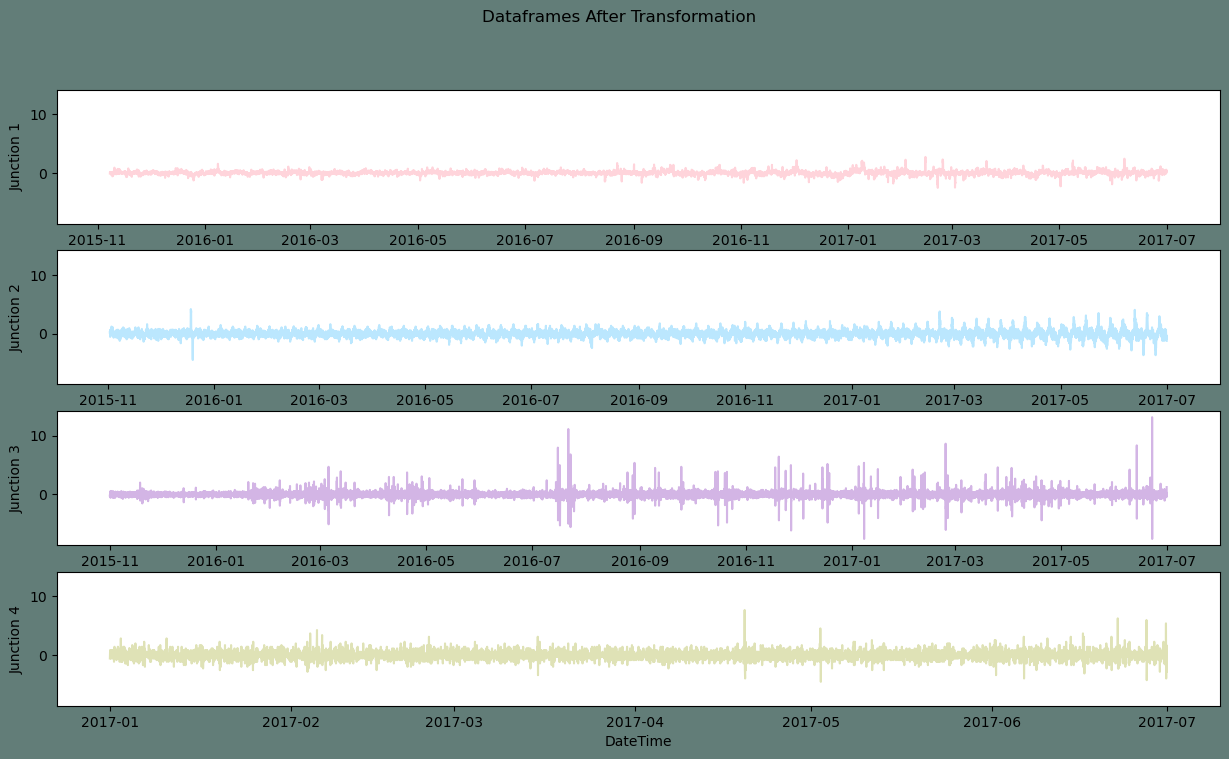 Dataframes After Transformation
10
0
Junction 1
2015-11 2016-01 2016-03 2016-05 2016-07 2016-09 2016-11 2017-01 2017-03 2017-05 2017-07
10
0
Junction 2
2015-11 2016-01 2016-03 2016-05 2016-07 2016-09 2016-11 2017-01 2017-03 2017-05 2017-07
10
0
Junction 3
2015-11 2016-01 2016-03 2016-05 2016-07 2016-09 2016-11 2017-01 2017-03 2017-05 2017-07
10
0
Junction 4
2017-01 2017-02 2017-03 2017-04 2017-05 2017-06 2017-07
DateTime